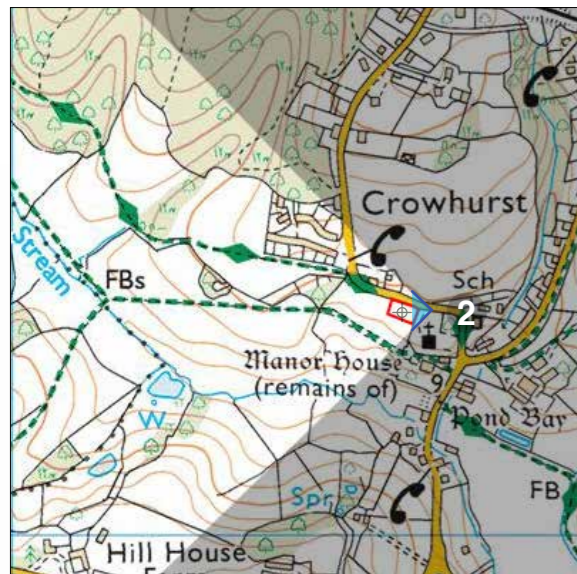 Crowhurst
Sch
2
Stream
FBs
Manor House
(remains of)
9
Pond Bay
W
Spr
FB
Hill House